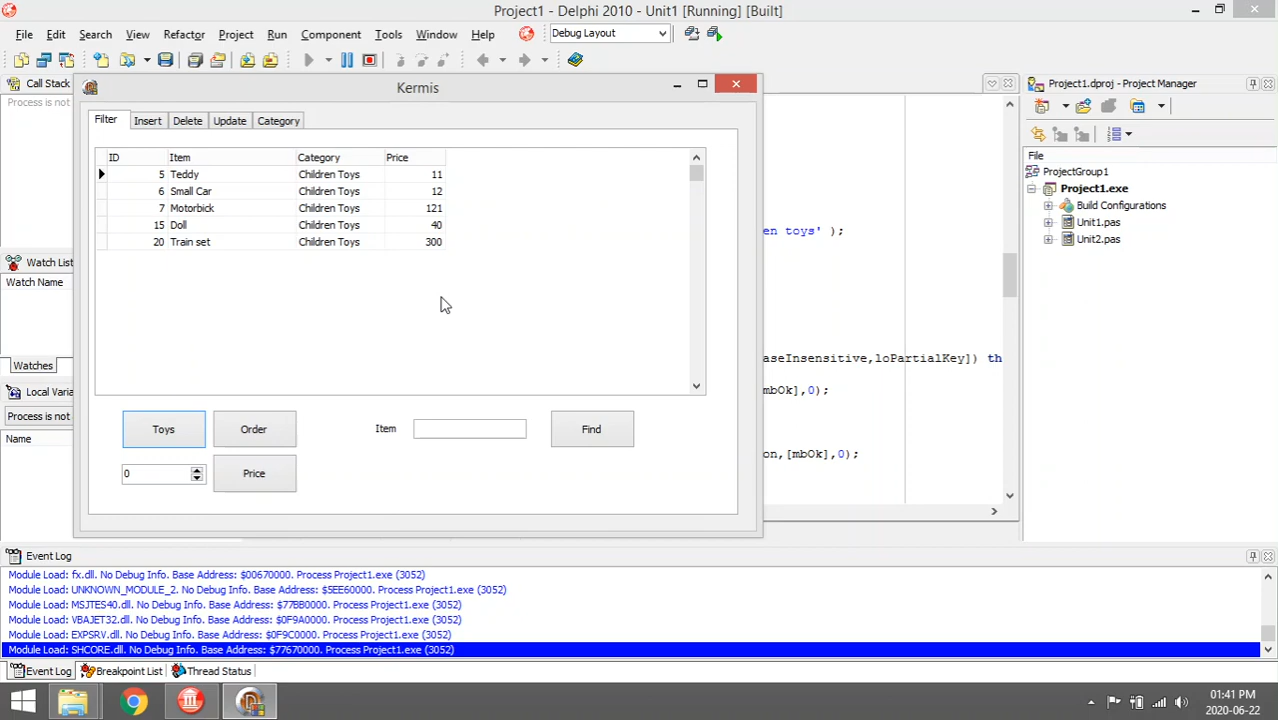 Project1 - Delphi 2010 - Unit1 [Running] [Built]
File Edit Search View Refactor Project Run Component Tools Window Help Debug Layout
Call Stack
Process is not
Watch List
Watch Name
Watches
Local Varia
Process is not
Name
Kermis
Filter Insert Delete Update Category
ID Item Category Price
5 Teddy Children Toys 11
6 Small Car Children Toys 12
7 Motorbick Children Toys 121
15 Doll Children Toys 40
20 Train set Children Toys 300
Toys Order Item Find
0 Price
en toys' );
aseInsensitive,loPartialKey]) th
mbOk],0);
on,[mbOk],0);
Project1.dproj - Project Manager
File
ProjectGroup1
Project1.exe
Build Configurations
Unit1.pas
Unit2.pas
Event Log
Module Load: fx.dll. No Debug Info. Base Address: $00670000. Process Project1.exe (3052)
Module Load: UNKNOWN_MODULE_2. No Debug Info. Base Address: $5EE60000. Process Project1.exe (3052)
Module Load: MSJTES40.dll. No Debug Info. Base Address: $77BB0000. Process Project1.exe (3052)
Module Load: VBAJET32.dll. No Debug Info. Base Address: $0F9A0000. Process Project1.exe (3052)
Module Load: EXPSRV.dll. No Debug Info. Base Address: $0F9C0000. Process Project1.exe (3052)
Module Load: SHCORE.dll. No Debug Info. Base Address: $77670000. Process Project1.exe (3052)
Event Log Breakpoint List Thread Status
01:41 PM
2020-06-22